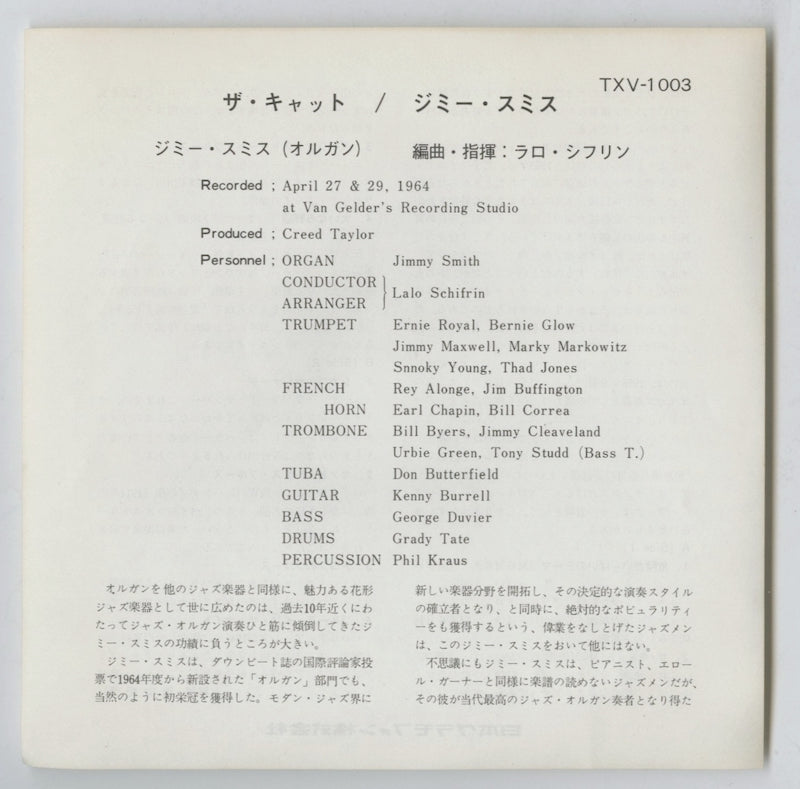 TXV-1003
ザ・キャット / ジミー・スミス
ジミー・スミス (オルガン) 編曲・指揮：ラロ・シフリン
Recorded ; April 27 & 29, 1964
at Van Gelder's Recording Studio
Produced ; Creed Taylor
Personnel ; ORGAN Jimmy Smith
CONDUCTOR
ARRANGER } Lalo Schifrin
TRUMPET Ernie Royal, Bernie Glow
Jimmy Maxwell, Marky Markowitz
Snnoky Young, Thad Jones
FRENCH Rey Alonge, Jim Buffington
HORN Earl Chapin, Bill Correa
TROMBONE Bill Byers, Jimmy Cleaveland
Urbie Green, Tony Studd (Bass T.)
TUBA Don Butterfield
GUITAR Kenny Burrell
BASS George Duvier
DRUMS Grady Tate
PERCUSSION Phil Kraus
オルガンを他のジャズ楽器と同様に、魅力ある花形
ジャズ楽器として世に広めたのは、過去10年近くにわ
たってジャズ・オルガン演奏ひと筋に傾倒してきたジ
ミー・スミスの功績に負うところが大きい。
ジミー・スミスは、ダウンビート誌の国際評論家投
票で1964年度から新設された「オルガン」部門でも、
当然のように初栄冠を獲得した。モダン・ジャズ界に
新しい楽器分野を開拓し、その決定的な演奏スタイル
の確立者となり、と同時に、絶対的なポピュラリティ
ーをも獲得するという、偉業をなしとげたジャズメン
は、このジミー・スミスをおいて他にはない。
不思議にもジミー・スミスは、ピアニスト、エロー
ル・ガーナーと同様に楽譜の読めないジャズメンだが、
その彼が当代最高のジャズ・オルガン奏者となり得た